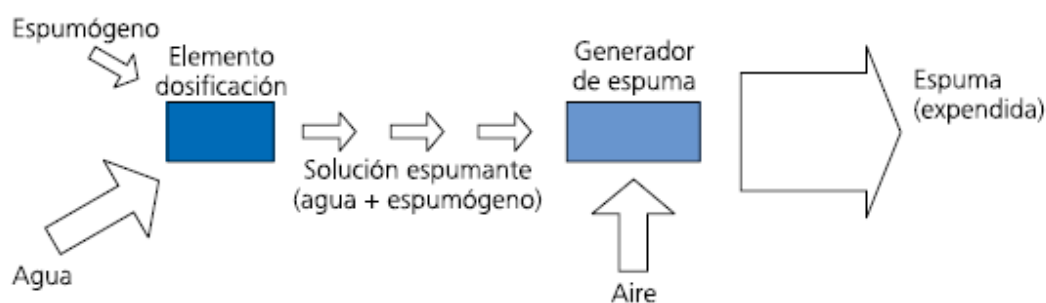 Espumógeno
Elemento
dosificación
Agua
Solución espumante
(agua + espumógeno)
Generador
de espuma
Aire
Espuma
(expendida)